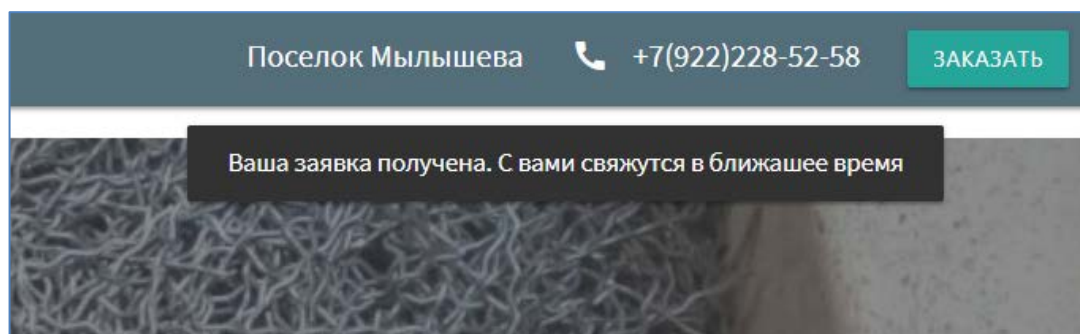 Поселок Мылышева +7(922)228-52-58 ЗАКАЗАТЬ
Ваша заявка получена. С вами свяжутся в ближашее время